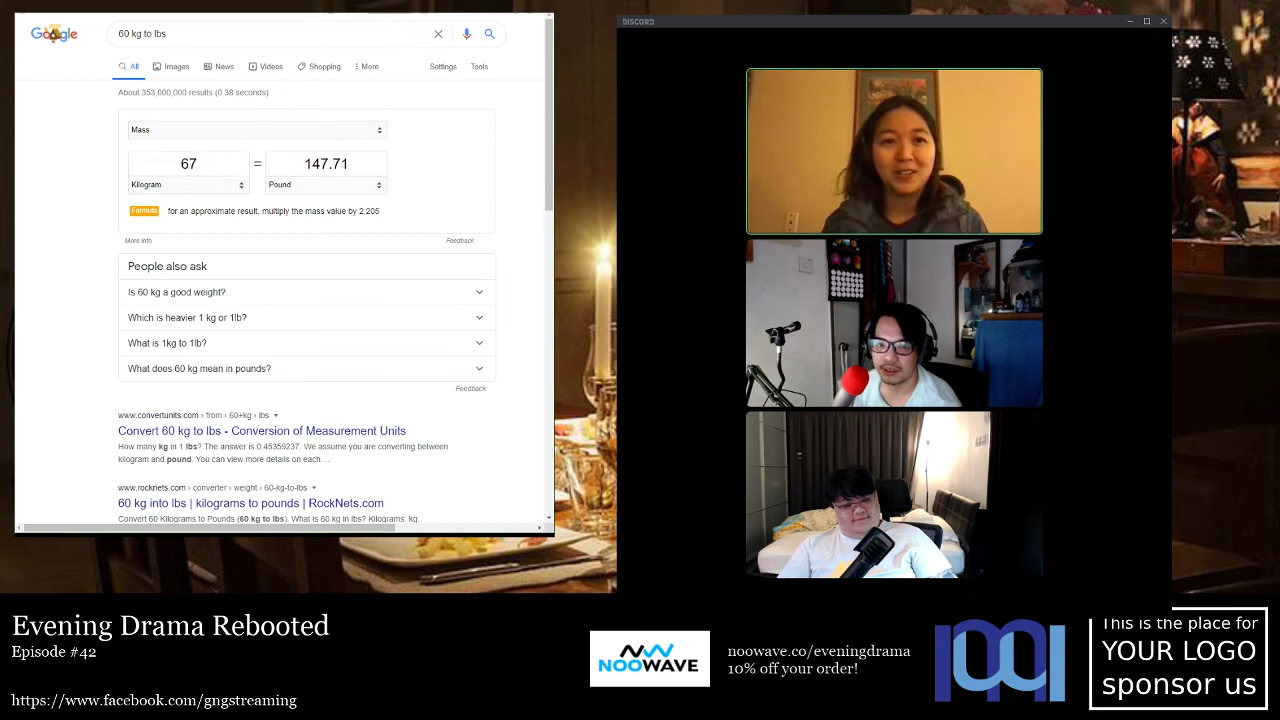 Google
60 kg to lbs
All
Images
News
Videos
Shopping
More
Settings
Tools
About 353,000,000 results (0.38 seconds)
Mass
67 = 147.71
Kilogram
Pound
Formula for an approximate result, multiply the mass value by 2.205
More info
Feedback
People also ask
Is 60 kg a good weight?
Which is heavier 1 kg or 1lb?
What is 1kg to 1lb?
What does 60 kg mean in pounds?
Feedback
www.convertunits.com › from › 60+kg › lbs
Convert 60 kg to lbs - Conversion of Measurement Units
How many kg in 1 lbs? The answer is 0.45359237. We assume you are converting between
kilogram and pound. You can view more details on each ...
www.rocknets.com › converter › weight › 60-kg-to-lbs
60 kg into lbs | kilograms to pounds | RockNets.com
Convert 60 Kilograms to Pounds (60 kg to lbs). What is 60 kg in lbs? Kilograms: kg.
DISCORD
Evening Drama Rebooted
Episode #42
https://www.facebook.com/gngstreaming
NOOWAVE
noowave.co/eveningdrama
10% off your order!
This is the place for
YOUR LOGO
sponsor us